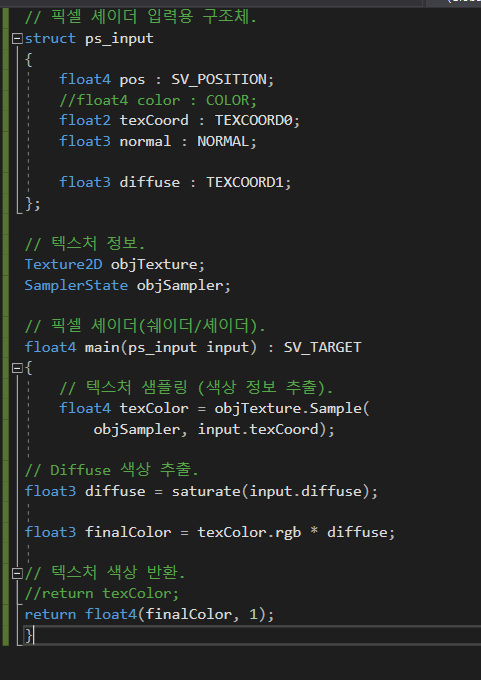 // 픽셀 셰이더 입력용 구조체.
struct ps_input
{
    float4 pos : SV_POSITION;
    //float4 color : COLOR;
    float2 texCoord : TEXCOORD0;
    float3 normal : NORMAL;

    float3 diffuse : TEXCOORD1;
};

// 텍스처 정보.
Texture2D objTexture;
SamplerState objSampler;

// 픽셀 셰이더(쉐이더/셰이더).
float4 main(ps_input input) : SV_TARGET
{
    // 텍스처 샘플링 (색상 정보 추출).
    float4 texColor = objTexture.Sample(
        objSampler, input.texCoord);

// Diffuse 색상 추출.
float3 diffuse = saturate(input.diffuse);

float3 finalColor = texColor.rgb * diffuse;

// 텍스처 색상 반환.
//return texColor;
return float4(finalColor, 1);
}